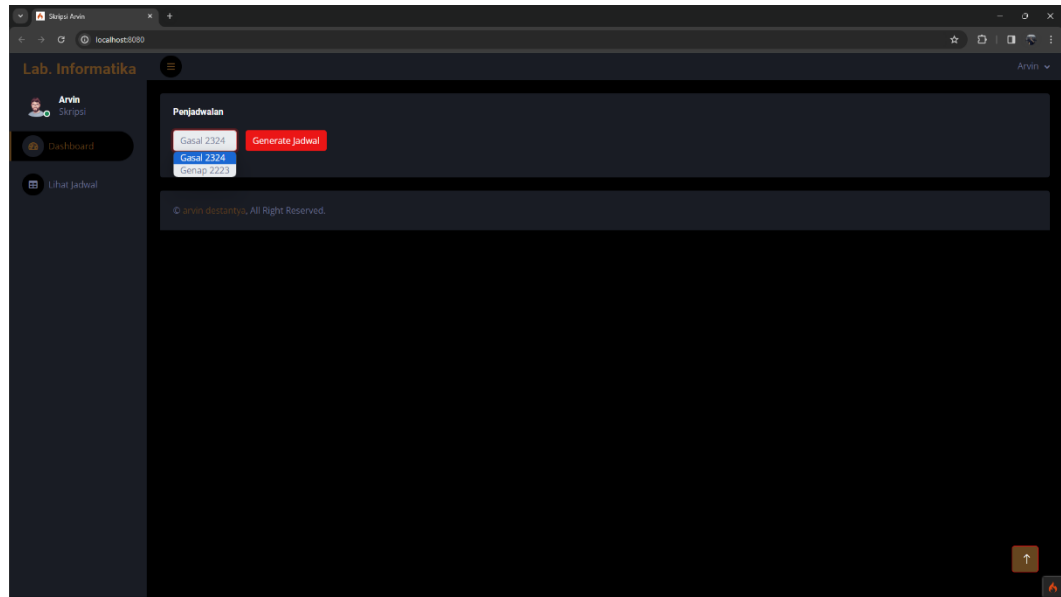 Skripsi Arvin
localhost:8080
Lab. Informatika
Arvin
Arvin
Skripsi
Dashboard
Lihat Jadwal
Penjadwalan
Gasal 2324
Generate Jadwal
Gasal 2324
Genap 2223
© arvin destantya, All Right Reserved.